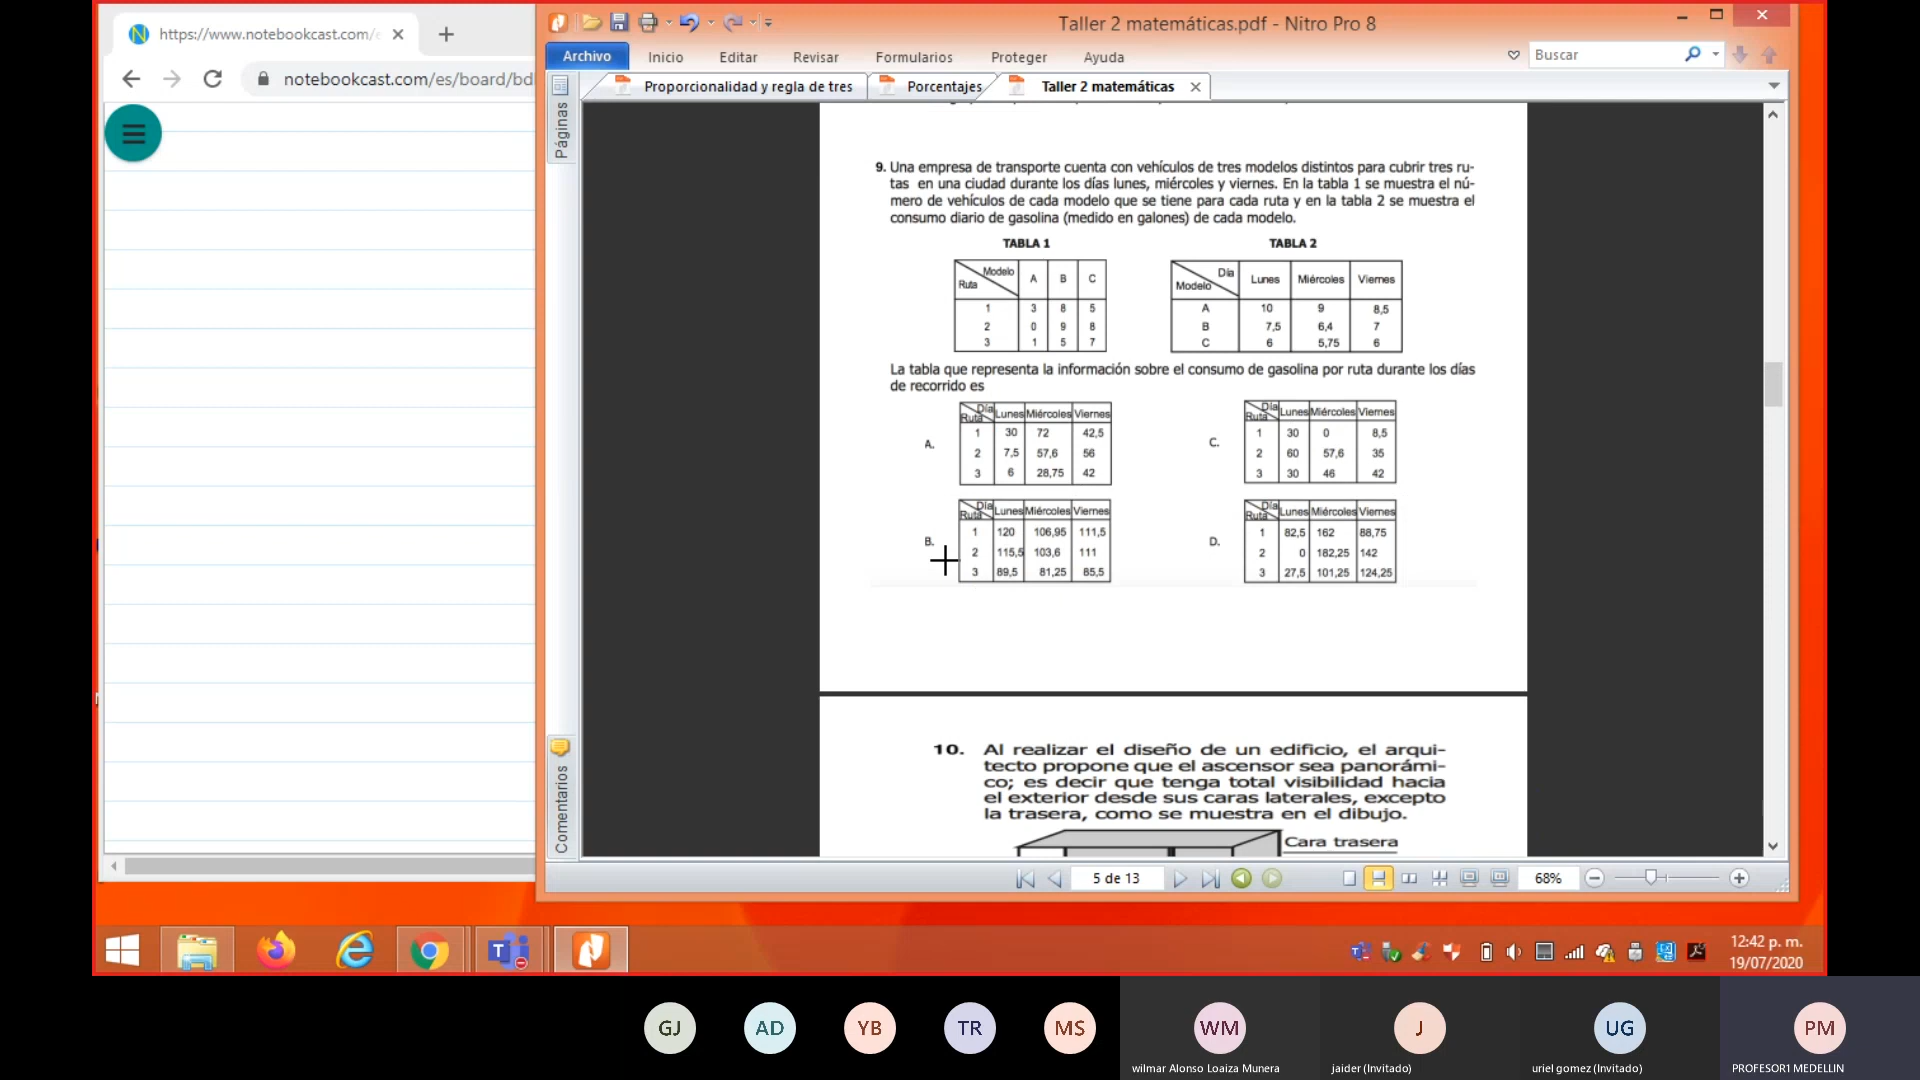 https://www.notebookcast.com/e
notebookcast.com/es/board/bdl
Taller 2 matemáticas.pdf - Nitro Pro 8
Archivo Inicio Editar Revisar Formularios Proteger Ayuda
Buscar
Proporcionalidad y regla de tres Porcentajes Taller 2 matemáticas
Páginas
9. Una empresa de transporte cuenta con vehículos de tres modelos distintos para cubrir tres ru-
tas en una ciudad durante los días lunes, miércoles y viernes. En la tabla 1 se muestra el nú-
mero de vehículos de cada modelo que se tiene para cada ruta y en la tabla 2 se muestra el
consumo diario de gasolina (medido en galones) de cada modelo.
TABLA 1
Modelo A B C
Ruta
1 3 8 5
2 0 9 8
3 1 5 7
TABLA 2
Día Lunes Miércoles Viernes
Modelo
A 10 9 8,5
B 7,5 6,4 7
C 6 5,75 6
La tabla que representa la información sobre el consumo de gasolina por ruta durante los días
de recorrido es
A.
Día Lunes Miércoles Viernes
Ruta
1 30 72 42,5
2 7,5 57,6 56
3 6 28,75 42
C.
Día Lunes Miércoles Viernes
Ruta
1 30 0 8,5
2 60 57,6 35
3 30 46 42
B.
Día Lunes Miércoles Viernes
Ruta
1 120 106,95 111,5
2 115,5 103,6 111
3 89,5 81,25 85,5
D.
Día Lunes Miércoles Viernes
Ruta
1 82,5 162 88,75
2 0 182,25 142
3 27,5 101,25 124,25
10. Al realizar el diseño de un edificio, el arqui-
tecto propone que el ascensor sea panorámi-
co; es decir que tenga total visibilidad hacia
el exterior desde sus caras laterales, excepto
la trasera, como se muestra en el dibujo.
Cara trasera
Comentarios
5 de 13
68%
12:42 p. m.
19/07/2020
GJ AD YB TR MS WM J UG PM
wilmar Alonso Loaiza Munera jaider (Invitado) uriel gomez (Invitado) PROFESOR1 MEDELLIN